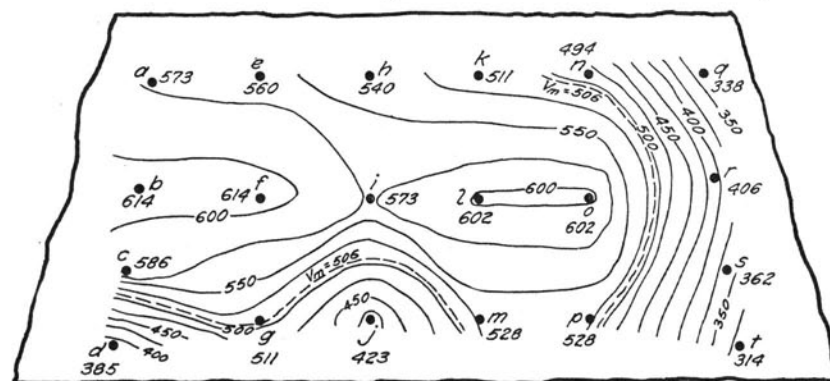 a 573
e
560
h
540
k 511
494
n
q
338
Vm=506
500
450
400
350
550
b
614
614 f
600
i
573
l
602
600
o
602
r
406
c 586
550
Vm=506
s
362
350
450
500
g
511
450
j
423
m
528
p
528
450
400
d
385
t
314